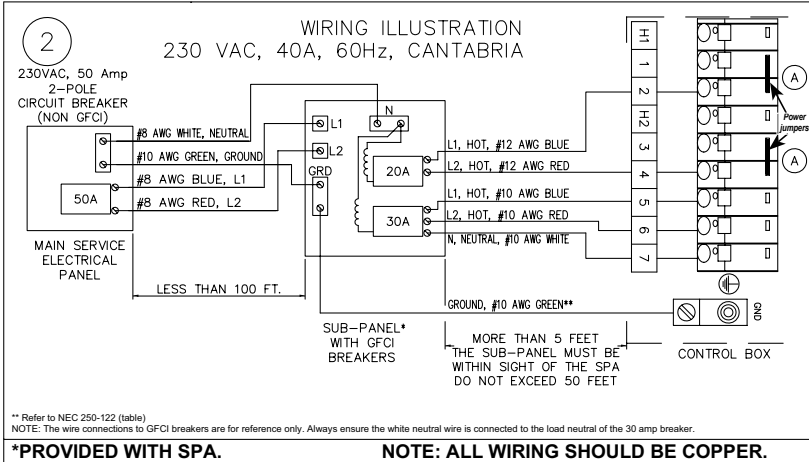 2
WIRING ILLUSTRATION
230 VAC, 40A, 60Hz, CANTABRIA
230VAC, 50 Amp
2-POLE
CIRCUIT BREAKER
(NON GFCI)
#8 AWG WHITE, NEUTRAL
#10 AWG GREEN, GROUND
#8 AWG BLUE, L1
#8 AWG RED, L2
50A
MAIN SERVICE
ELECTRICAL
PANEL
LESS THAN 100 FT.
N
L1
L2
GRD
20A
30A
L1, HOT, #12 AWG BLUE
L2, HOT, #12 AWG RED
L1, HOT, #10 AWG BLUE
L2, HOT, #10 AWG RED
N, NEUTRAL, #10 AWG WHITE
GROUND, #10 AWG GREEN**
SUB-PANEL*
WITH GFCI
BREAKERS
MORE THAN 5 FEET
THE SUB-PANEL MUST BE
WITHIN SIGHT OF THE SPA
DO NOT EXCEED 50 FEET
H1
1
2
H2
3
4
5
6
7
A
Power
jumpers
A
GND
CONTROL BOX
** Refer to NEC 250-122 (table)
NOTE: The wire connections to GFCI breakers are for reference only. Always ensure the white neutral wire is connected to the load neutral of the 30 amp breaker.
*PROVIDED WITH SPA. NOTE: ALL WIRING SHOULD BE COPPER.